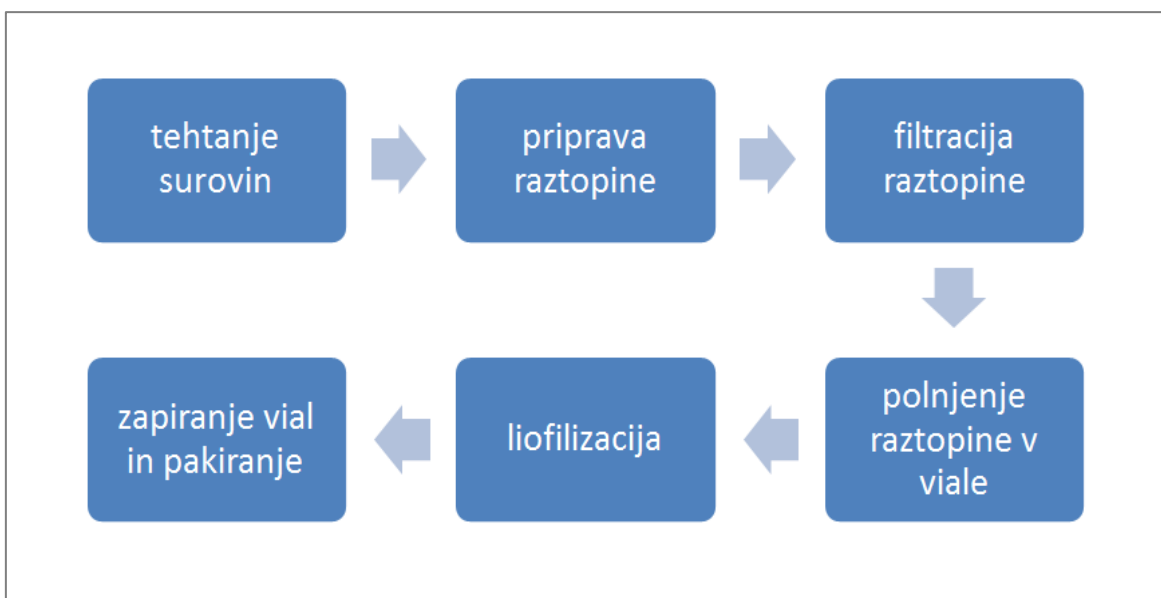 tehtanje
surovin
priprava
raztopine
filtracija
raztopine
polnjenje
raztopine v
viale
liofilizacija
zapiranje vial
in pakiranje